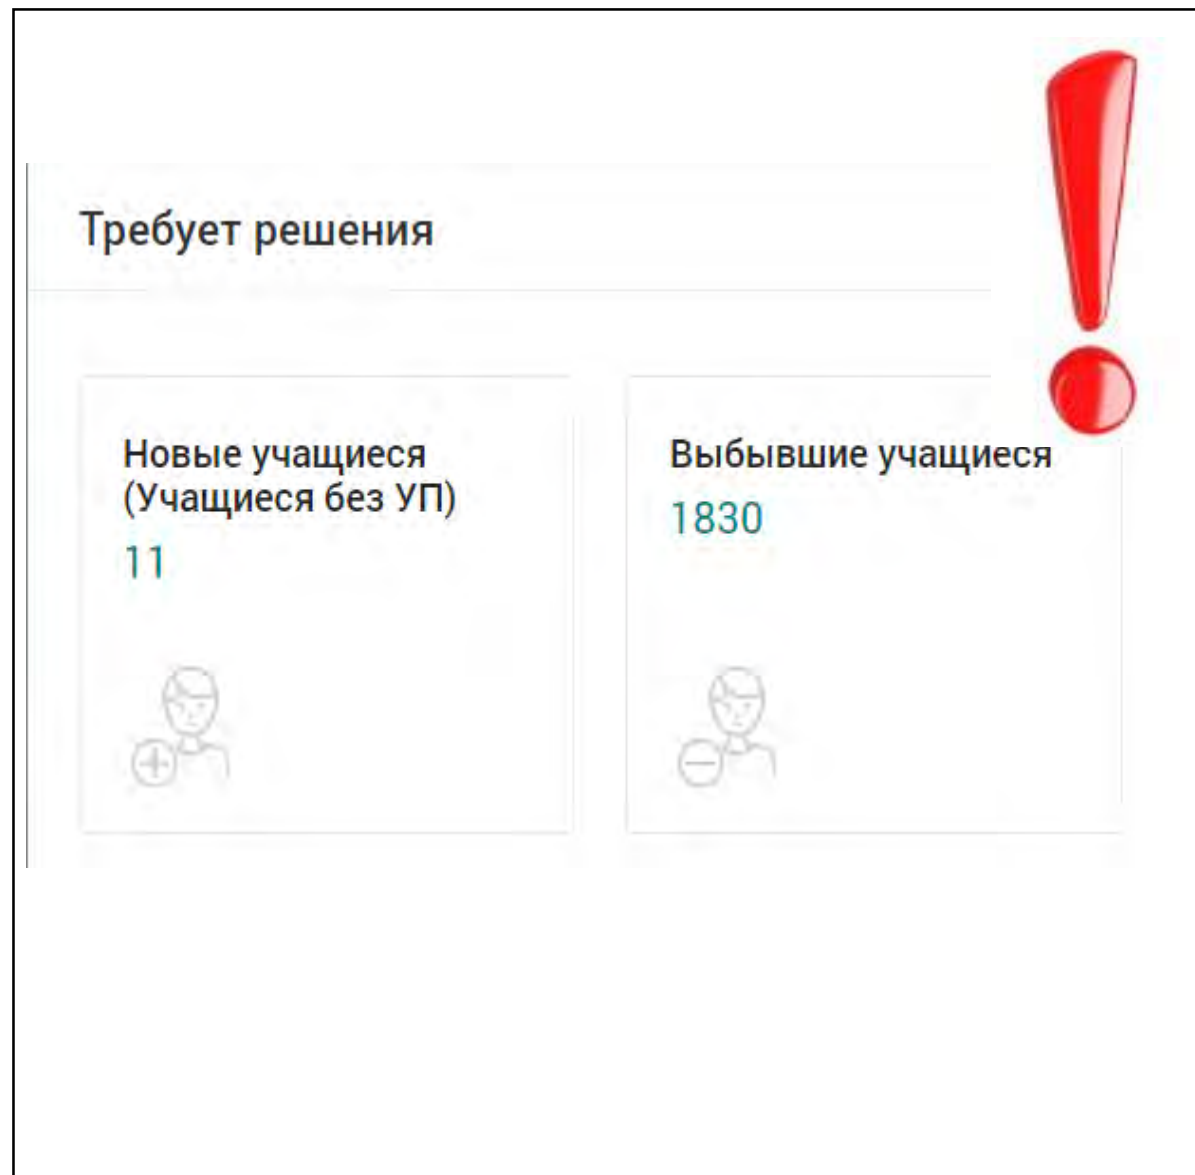 Требует решения
Новые учащиеся
(Учащиеся без УП)
11
Выбывшие учащиеся
1830